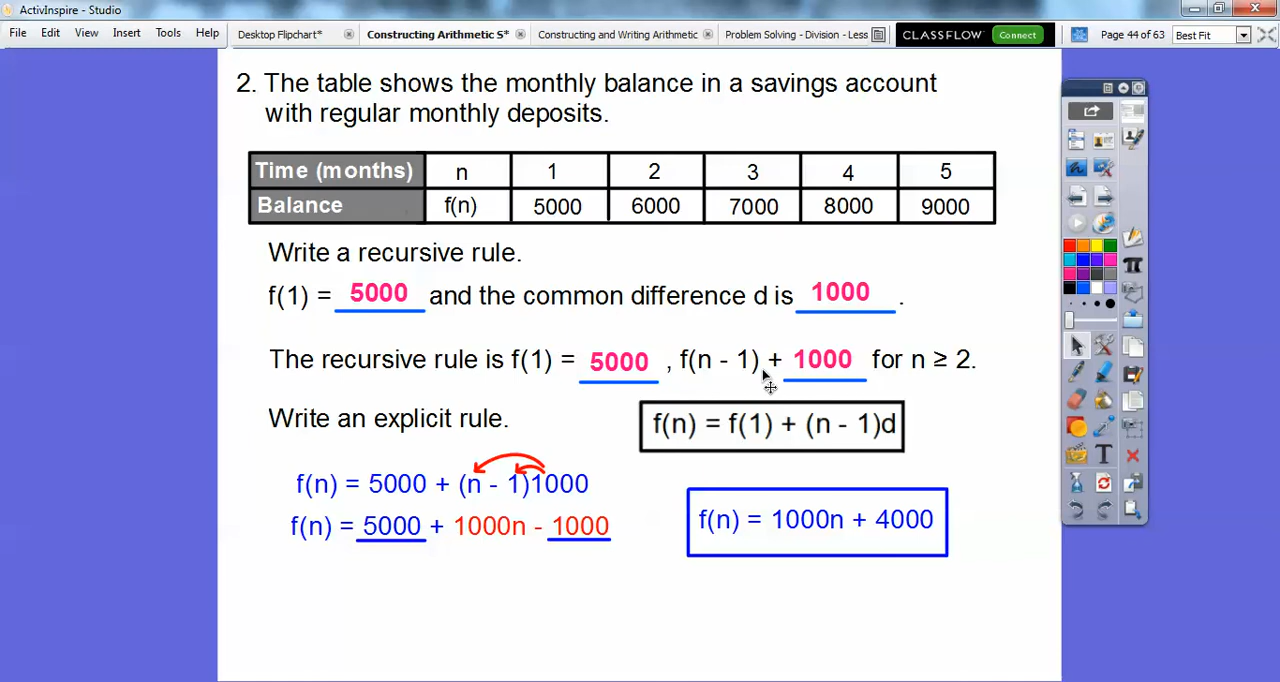 ActivInspire - Studio
File Edit View Insert Tools Help Desktop Flipchart* Constructing Arithmetic S* Constructing and Writing Arithmetic Problem Solving - Division - Less CLASSFLOW Connect Page 44 of 63 Best Fit
2. The table shows the monthly balance in a savings account
with regular monthly deposits.
Time (months) n 1 2 3 4 5
Balance f(n) 5000 6000 7000 8000 9000
Write a recursive rule.
f(1) = 5000 and the common difference d is 1000 .
The recursive rule is f(1) = 5000 , f(n - 1) + 1000 for n ≥ 2.
Write an explicit rule.
f(n) = f(1) + (n - 1)d
f(n) = 5000 + (n - 1)1000
f(n) = 5000 + 1000n - 1000
f(n) = 1000n + 4000